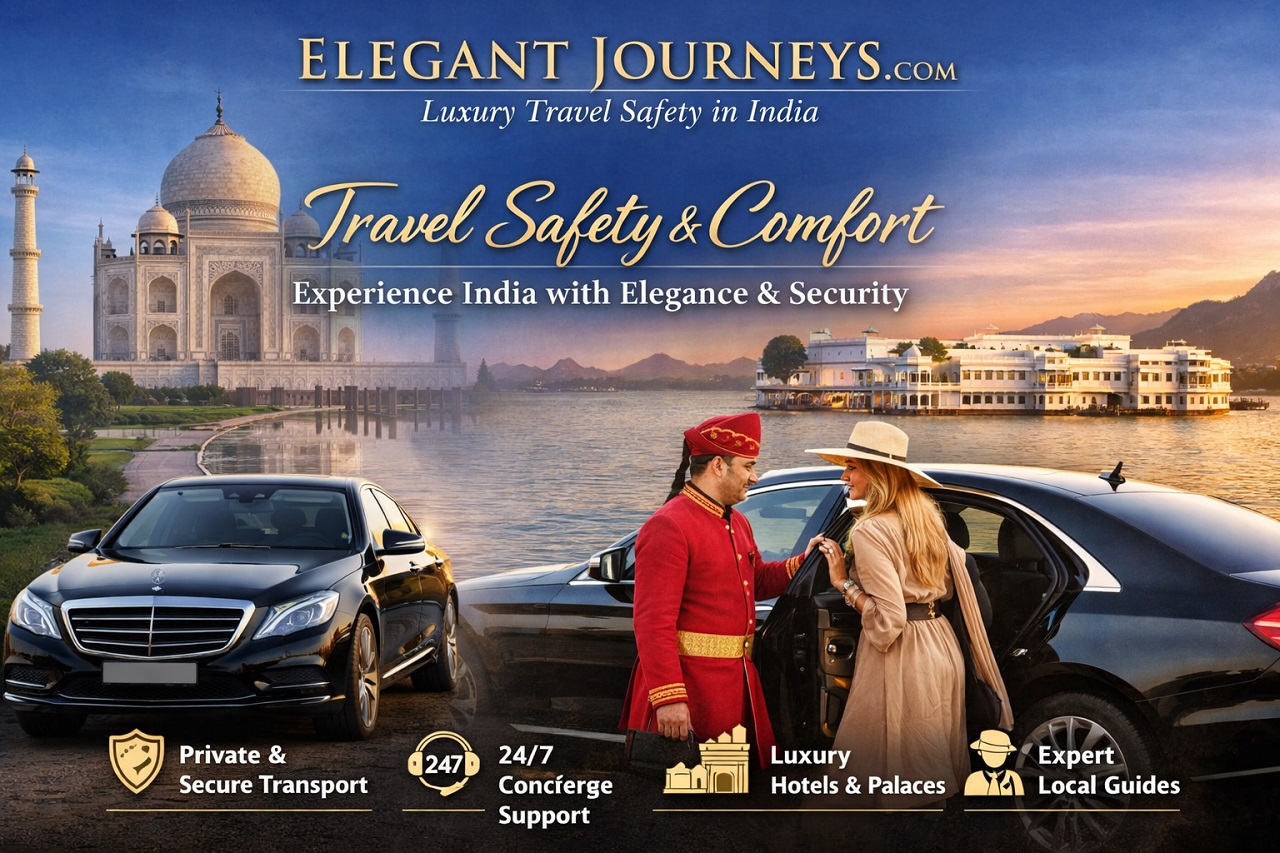 ELEGANT JOURNEYS.COM
Luxury Travel Safety in India
Travel Safety & Comfort
Experience India with Elegance & Security
Private &
Secure Transport
247
24/7
Concierge
Support
Luxury
Hotels & Palaces
Expert
Local Guides